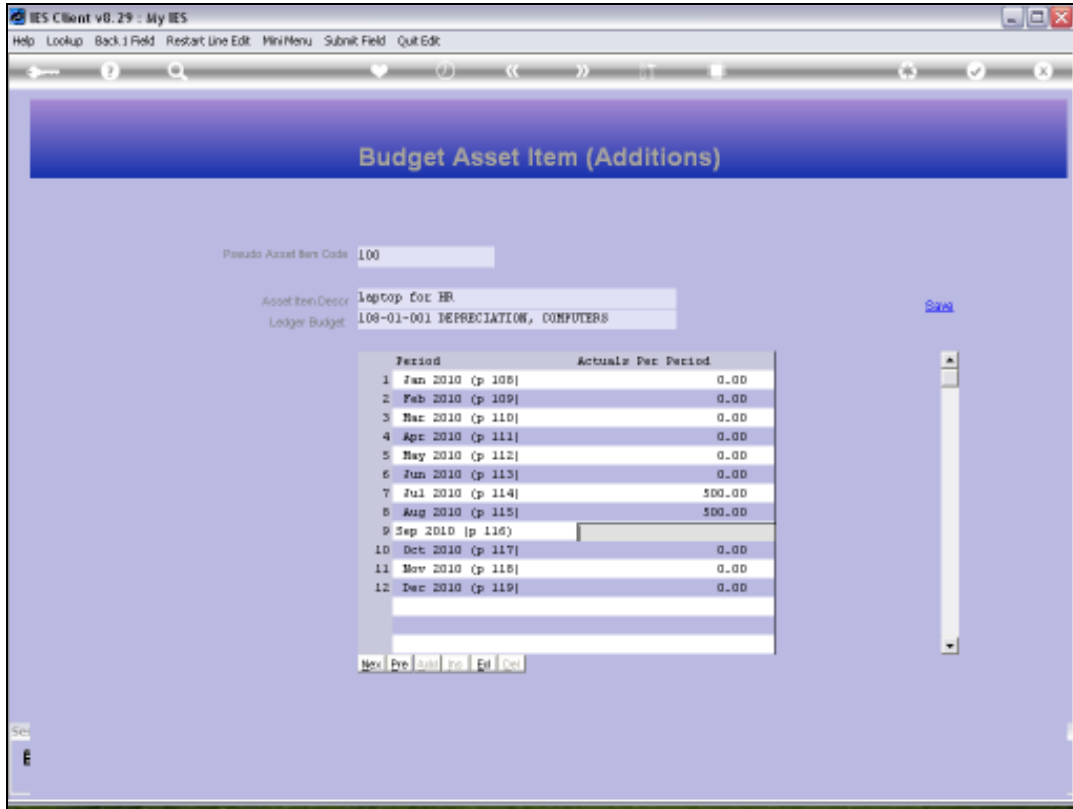 IES Client v8.29 : My IES
Help Lookup Back 1 Field Restart Line Edit Mini Menu Submit Field Quit Edit
Budget Asset Item (Additions)
Pseudo Asset Item Code 100
Asset Item Descr laptop for HR
Save
Ledger Budget 108-01-001 DEPRECIATION, COMPUTERS
Period Actuals Per Period
1 Jan 2010 (p 108) 0.00
2 Feb 2010 (p 109) 0.00
3 Mar 2010 (p 110) 0.00
4 Apr 2010 (p 111) 0.00
5 May 2010 (p 112) 0.00
6 Jun 2010 (p 113) 0.00
7 Jul 2010 (p 114) 500.00
8 Aug 2010 (p 115) 500.00
9 Sep 2010 (p 116)
10 Oct 2010 (p 117) 0.00
11 Nov 2010 (p 118) 0.00
12 Dec 2010 (p 119) 0.00
Nex Pre Add Ins Ed Del
Ses